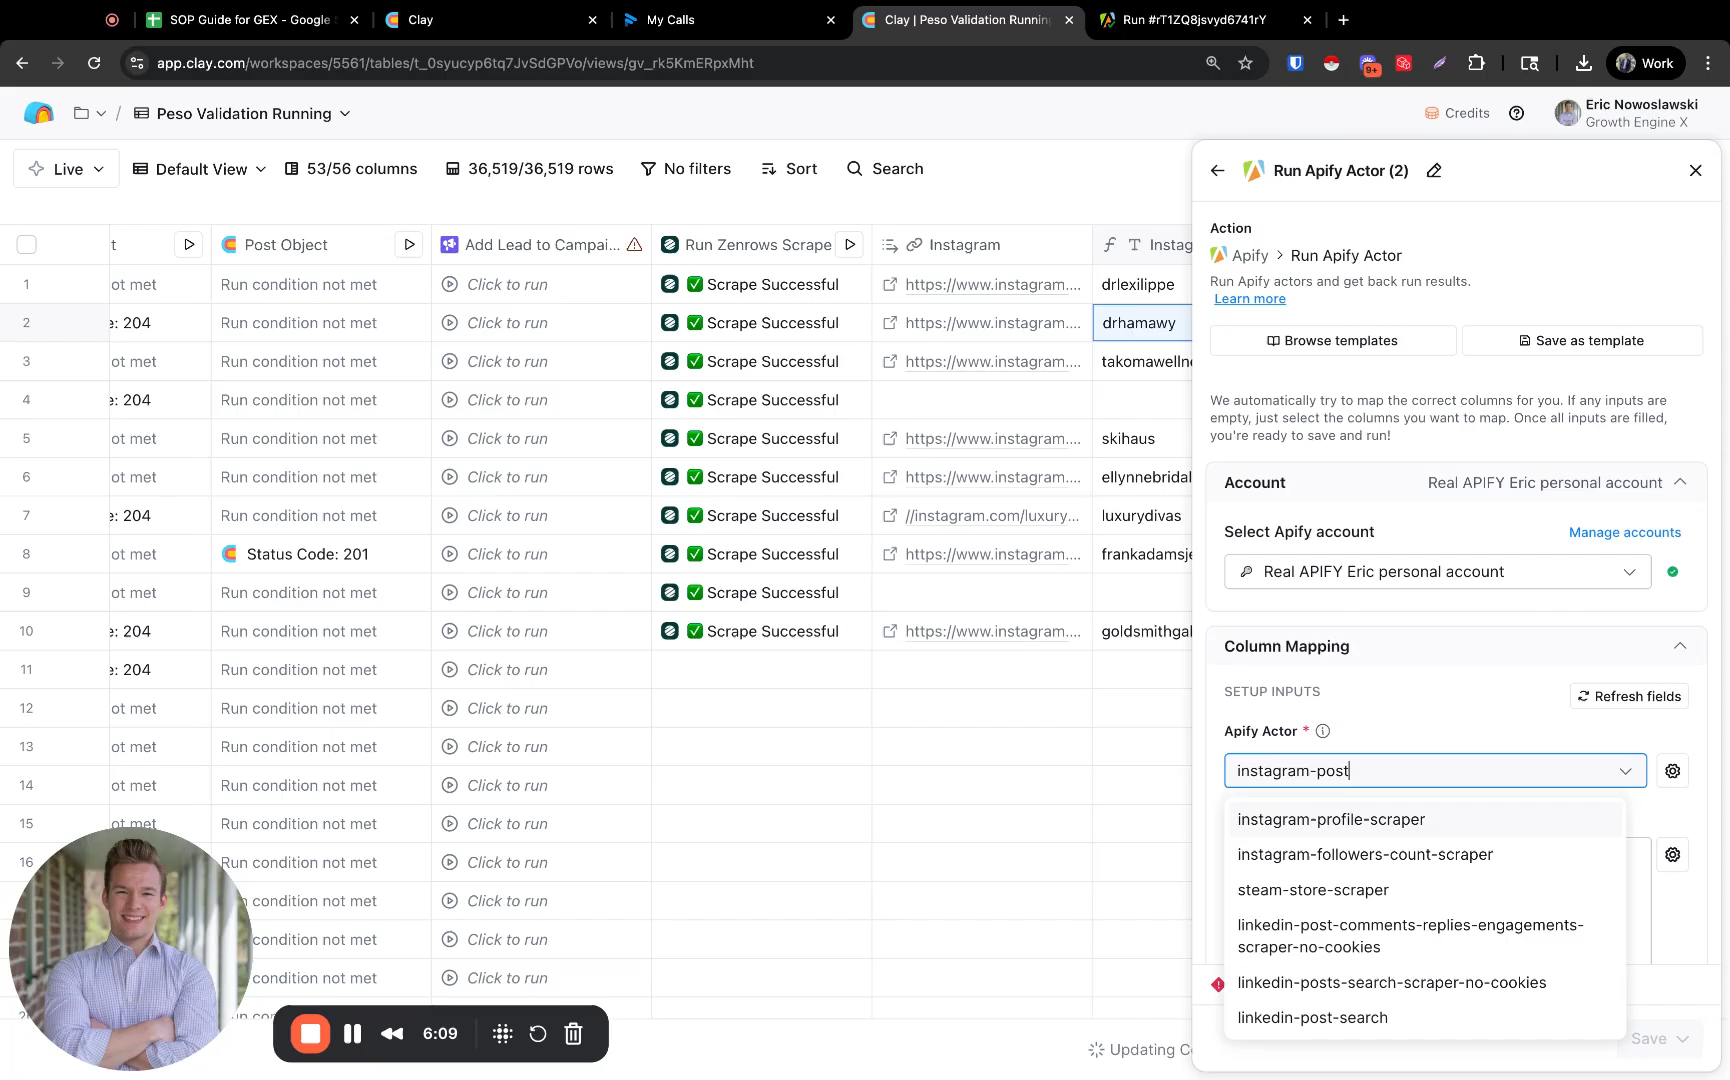 SOP Guide for GEX - Google S
Clay
My Calls
Clay | Peso Validation Running
Run #rT1ZQ8jsvyd6741rY
app.clay.com/workspaces/5561/tables/t_0syucyp6tq7JvSdGPVo/views/gv_rk5KmERpxMht
9+
Work
/
Peso Validation Running
Credits
Eric Nowoslawski
Growth Engine X
Live
Default View
53/56 columns
36,519/36,519 rows
No filters
Sort
Search
t
Post Object
Add Lead to Campai...
Run Zenrows Scrape
Instagram
Instag
1 ot met Run condition not met Click to run Scrape Successful https://www.instagram.... drlexilippe
2 e: 204 Run condition not met Click to run Scrape Successful https://www.instagram.... drhamawy
3 ot met Run condition not met Click to run Scrape Successful https://www.instagram.... takomawellne
4 e: 204 Run condition not met Click to run Scrape Successful
5 ot met Run condition not met Click to run Scrape Successful https://www.instagram.... skihaus
6 ot met Run condition not met Click to run Scrape Successful https://www.instagram.... ellynnebridal
7 e: 204 Run condition not met Click to run Scrape Successful //instagram.com/luxury... luxurydivas
8 ot met Status Code: 201 Click to run Scrape Successful https://www.instagram.... frankadamsje
9 ot met Run condition not met Click to run Scrape Successful
10 e: 204 Run condition not met Click to run Scrape Successful https://www.instagram.... goldsmithgal
11 e: 204 Run condition not met Click to run
12 ot met Run condition not met Click to run
13 ot met Run condition not met Click to run
14 ot met Run condition not met Click to run
15 ot met Run condition not met Click to run
16 Run condition not met Click to run
n condition not met Click to run
condition not met Click to run
condition not met Click to run
6:09
Updating Co
Run Apify Actor (2)
Action
Apify > Run Apify Actor
Run Apify actors and get back run results.
Learn more
Browse templates
Save as template
We automatically try to map the correct columns for you. If any inputs are
empty, just select the columns you want to map. Once all inputs are filled,
you're ready to save and run!
Account
Real APIFY Eric personal account
Select Apify account
Manage accounts
Real APIFY Eric personal account
Column Mapping
SETUP INPUTS
Refresh fields
Apify Actor *
instagram-post
instagram-profile-scraper
instagram-followers-count-scraper
steam-store-scraper
linkedin-post-comments-replies-engagements-
scraper-no-cookies
linkedin-posts-search-scraper-no-cookies
linkedin-post-search
Save